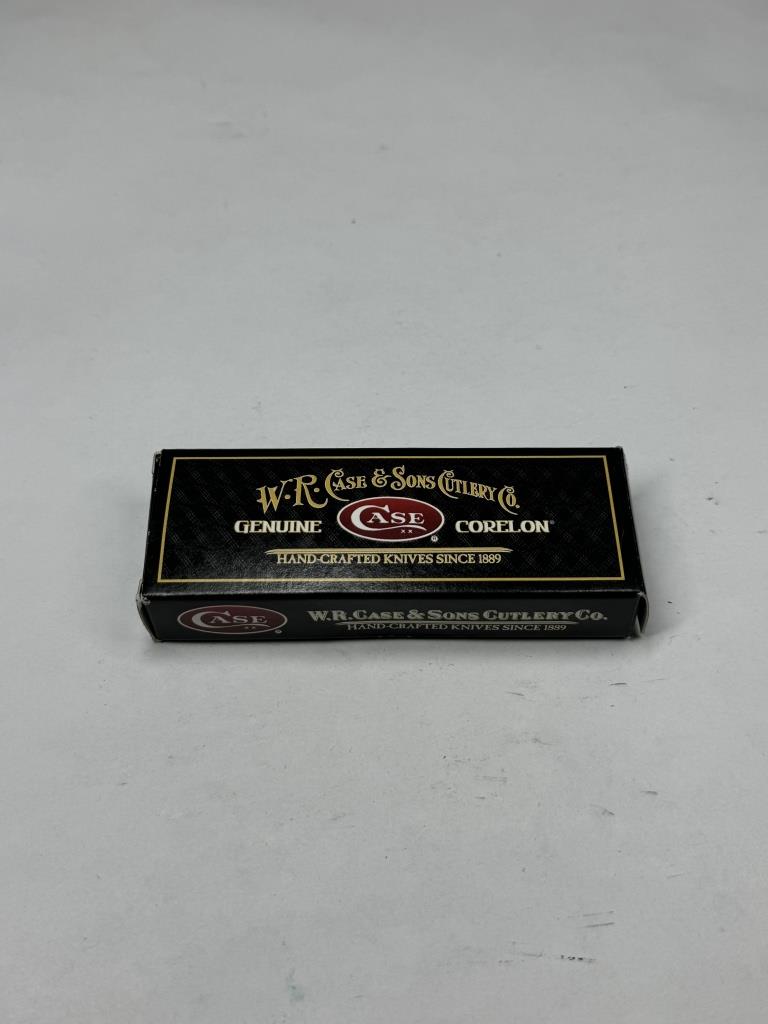 W.R. CASE & SONS CUTLERY CO.
GENUINE CASE XX® CORELON®
HAND-CRAFTED KNIVES SINCE 1889
CASE XX® W.R. CASE & SONS CUTLERY CO.
HAND-CRAFTED KNIVES SINCE 1889